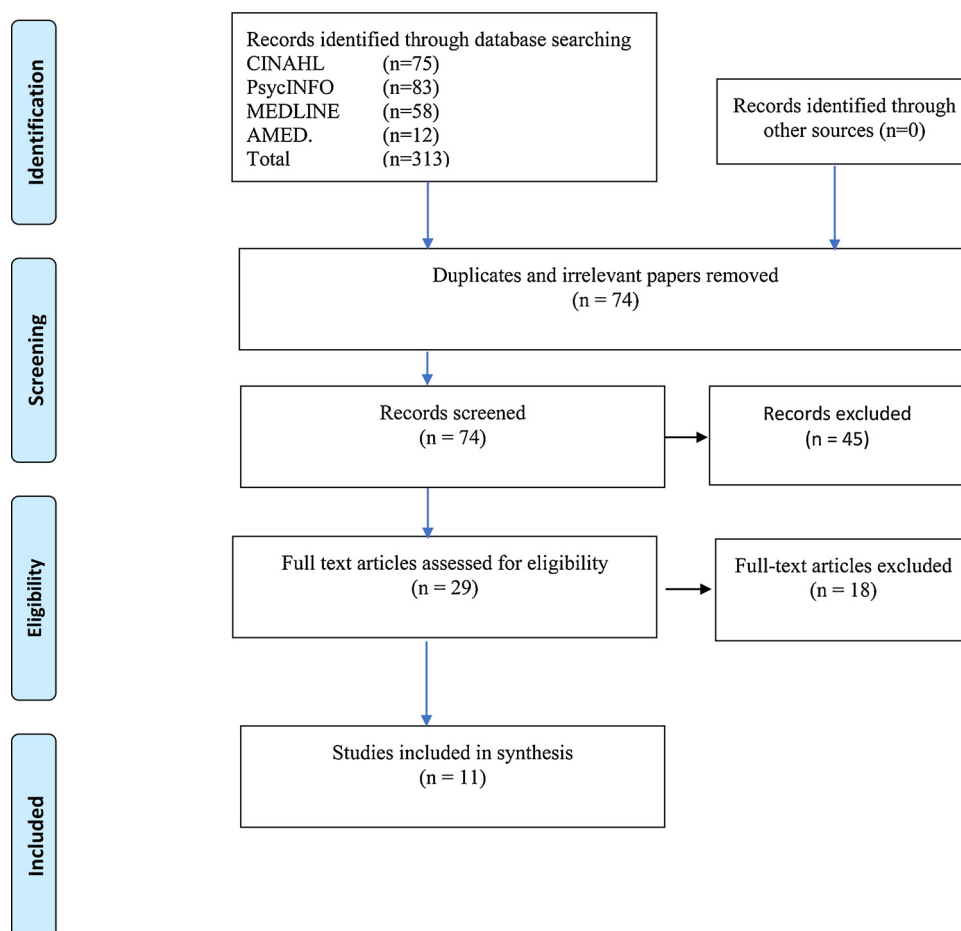 Identification
Records identified through database searching
CINAHL (n=75)
PsycINFO (n=83)
MEDLINE (n=58)
AMED. (n=12)
Total (n=313)
Records identified through
other sources (n=0)
Screening
Duplicates and irrelevant papers removed
(n = 74)
Records screened
(n = 74)
Records excluded
(n = 45)
Eligibility
Full text articles assessed for eligibility
(n = 29)
Full-text articles excluded
(n = 18)
Included
Studies included in synthesis
(n = 11)